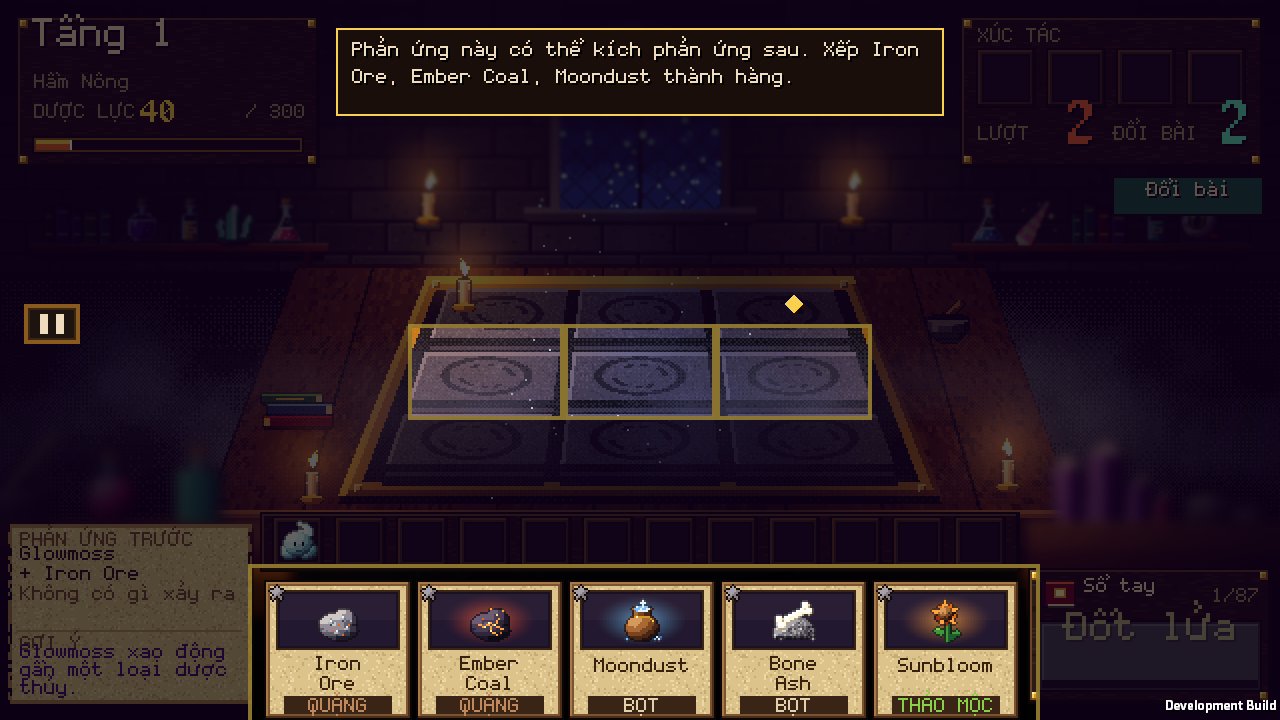 Tầng 1
Hầm Nông
DƯỢC LỰC 40 / 300
Phản ứng này có thể kích phản ứng sau. Xếp Iron
Ore, Ember Coal, Moondust thành hàng.
XÚC TÁC
LƯỢT 2 ĐỔI BÀI 2
Đổi bài
PHẢN ỨNG TRƯỚC
Glowmoss
+ Iron Ore
Không có gì xảy ra
GỢI Ý
Glowmoss xao động
gần một loại dược
thủy.
Iron
Ore
QUẶNG
Ember
Coal
QUẶNG
Moondust
BỘT
Bone
Ash
BỘT
Sunbloom
THẢO MỘC
Sổ tay
1/87
Đốt lửa
Development Build